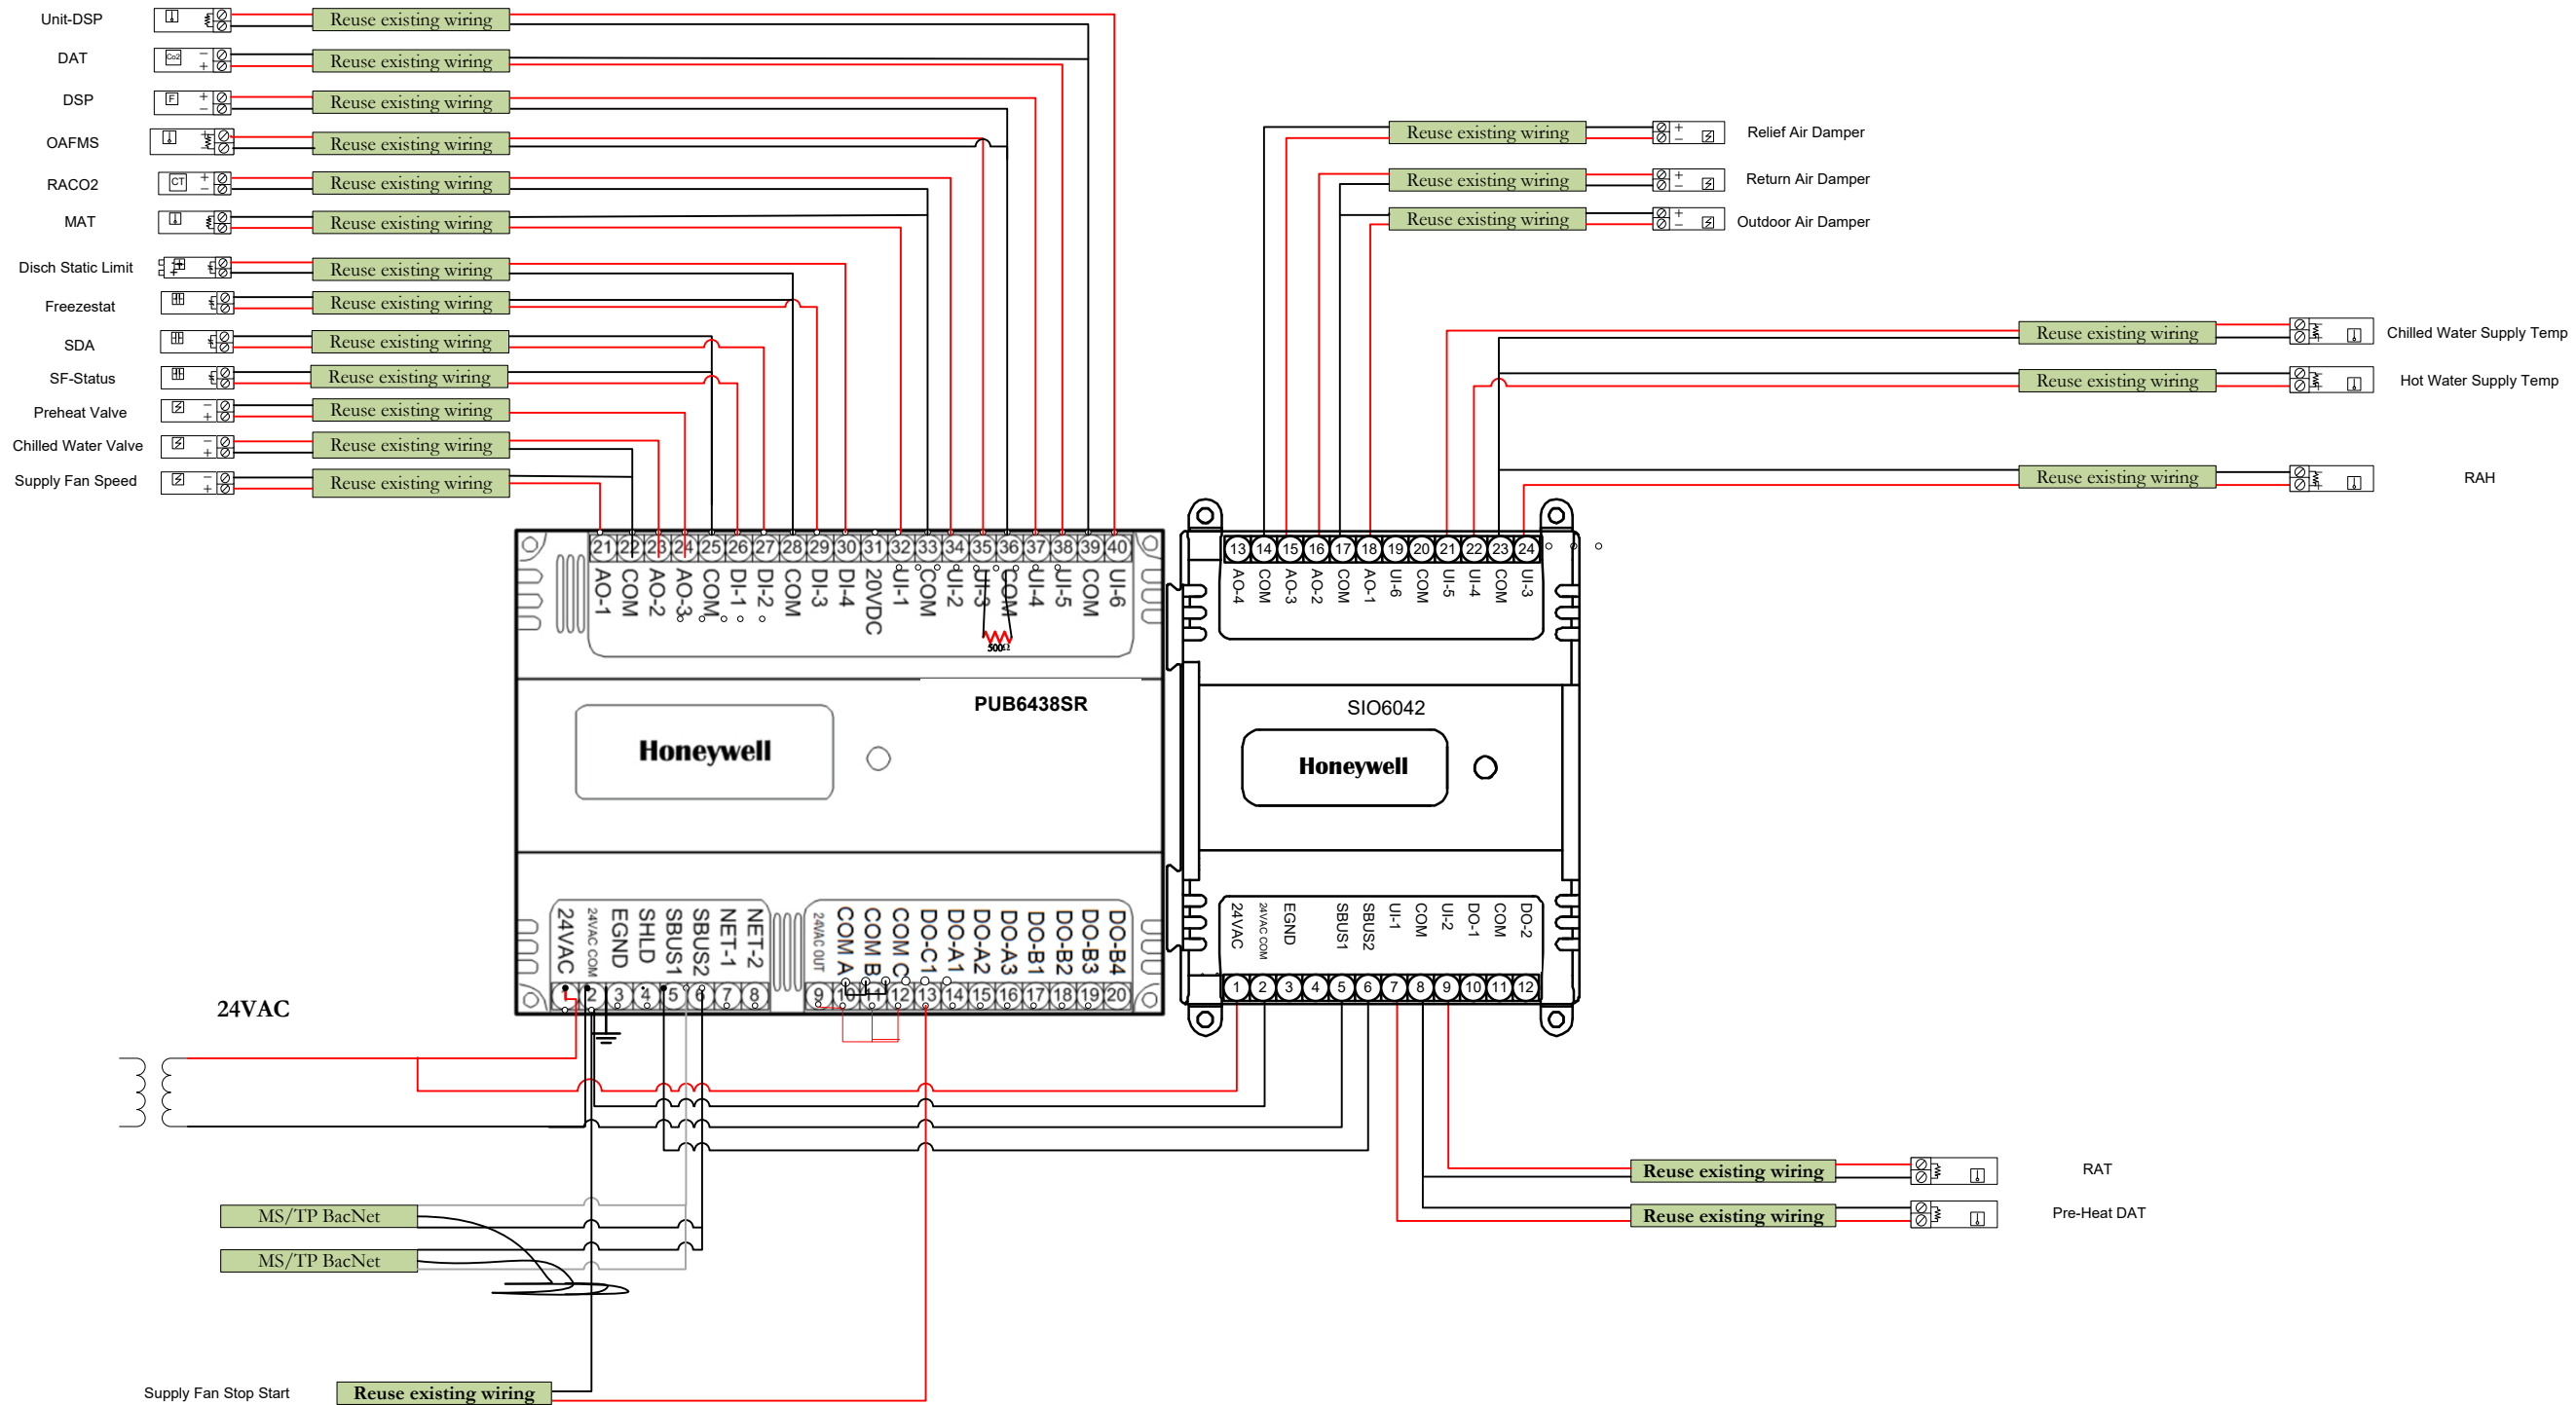 Unit-DSP Reuse existing wiring
DAT Co2 − + Reuse existing wiring
DSP F + − Reuse existing wiring
OAFMS + Reuse existing wiring
RACO2 CT + − Reuse existing wiring
MAT Reuse existing wiring
Disch Static Limit Reuse existing wiring
Freezestat Reuse existing wiring
SDA Reuse existing wiring
SF-Status Reuse existing wiring
Preheat Valve − + Reuse existing wiring
Chilled Water Valve − + Reuse existing wiring
Supply Fan Speed − + Reuse existing wiring
Reuse existing wiring + − Relief Air Damper
Reuse existing wiring + − Return Air Damper
Reuse existing wiring + − Outdoor Air Damper
Reuse existing wiring Chilled Water Supply Temp
Reuse existing wiring Hot Water Supply Temp
Reuse existing wiring RAH
21 22 23 24 25 26 27 28 29 30 31 32 33 34 35 36 37 38 39 40
AO-1 COM AO-2 AO-3 COM DI-1 DI-2 COM DI-3 DI-4 20VDC UI-1 COM UI-2 UI-3 COM UI-4 UI-5 COM UI-6
500Ω
PUB6438SR
Honeywell
24VAC 24VAC COM EGND SHLD SBUS1 SBUS2 NET-1 NET-2 24VAC OUT COM A COM B COM C DO-C1 DO-A1 DO-A2 DO-A3 DO-B1 DO-B2 DO-B3 DO-B4
1 2 3 4 5 6 7 8 9 10 11 12 13 14 15 16 17 18 19 20
13 14 15 16 17 18 19 20 21 22 23 24
AO-4 COM AO-3 AO-2 COM AO-1 UI-6 COM UI-5 UI-4 COM UI-3
SIO6042
Honeywell
24VAC 24VAC COM EGND SBUS1 SBUS2 UI-1 COM UI-2 DO-1 COM DO-2
1 2 3 4 5 6 7 8 9 10 11 12
24VAC
Reuse existing wiring RAT
Reuse existing wiring Pre-Heat DAT
MS/TP BacNet
MS/TP BacNet
Supply Fan Stop Start Reuse existing wiring